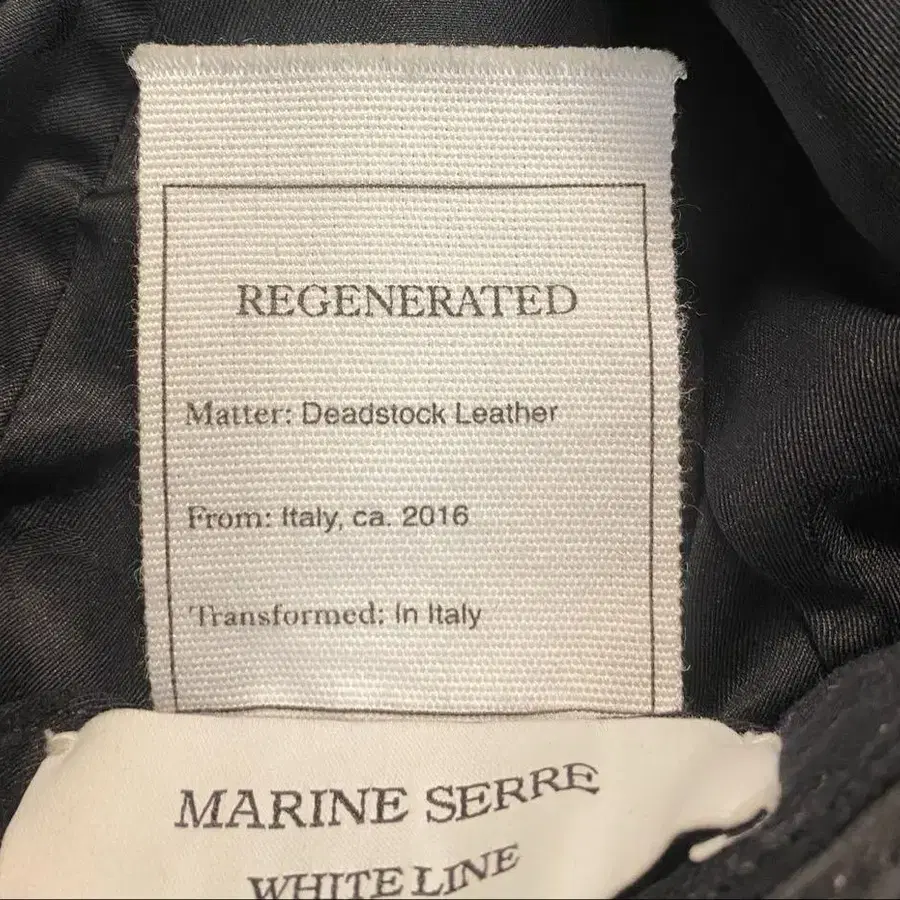 REGENERATED
Matter: Deadstock Leather
From: Italy, ca. 2016
Transformed: In Italy
MARINE SERRE
WHITE LINE